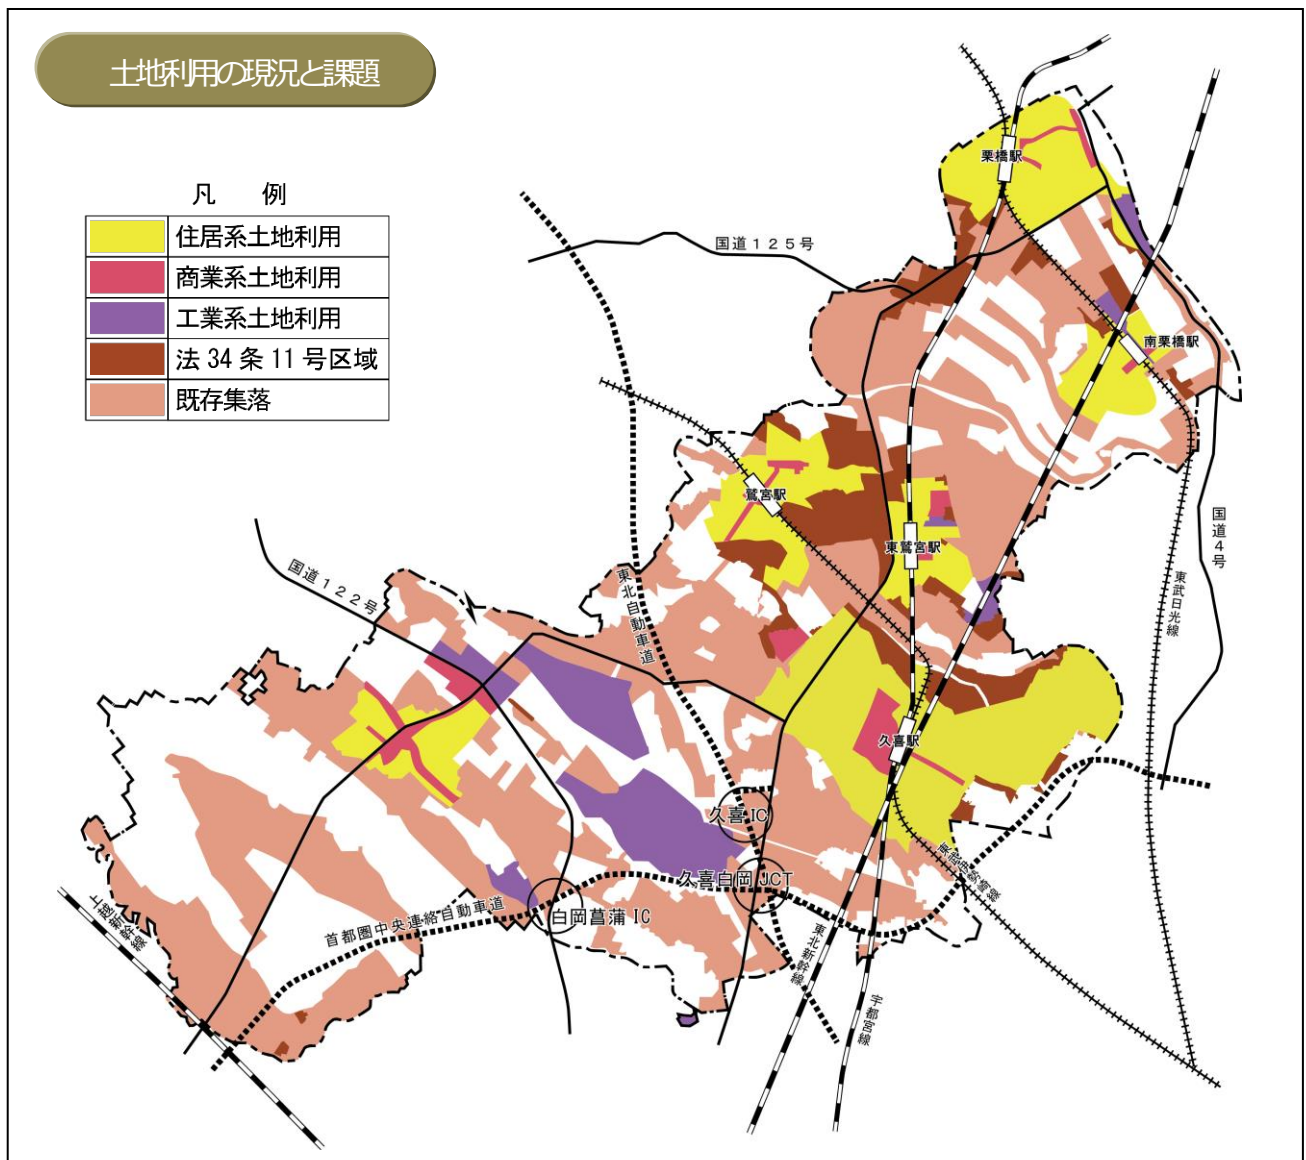 土地利用の現況と課題
凡 例
住居系土地利用
商業系土地利用
工業系土地利用
法 34 条 11 号区域
既存集落
栗橋駅
国道125号
南栗橋駅
鷲宮駅
国道4号
東鷲宮駅
東武日光線
国道122号
東北自動車道
久喜駅
久喜 IC
東武伊勢崎線
久喜白岡 JCT
白岡菖蒲 IC
首都圏中央連絡自動車道
上越新幹線
東北新幹線
宇都宮線